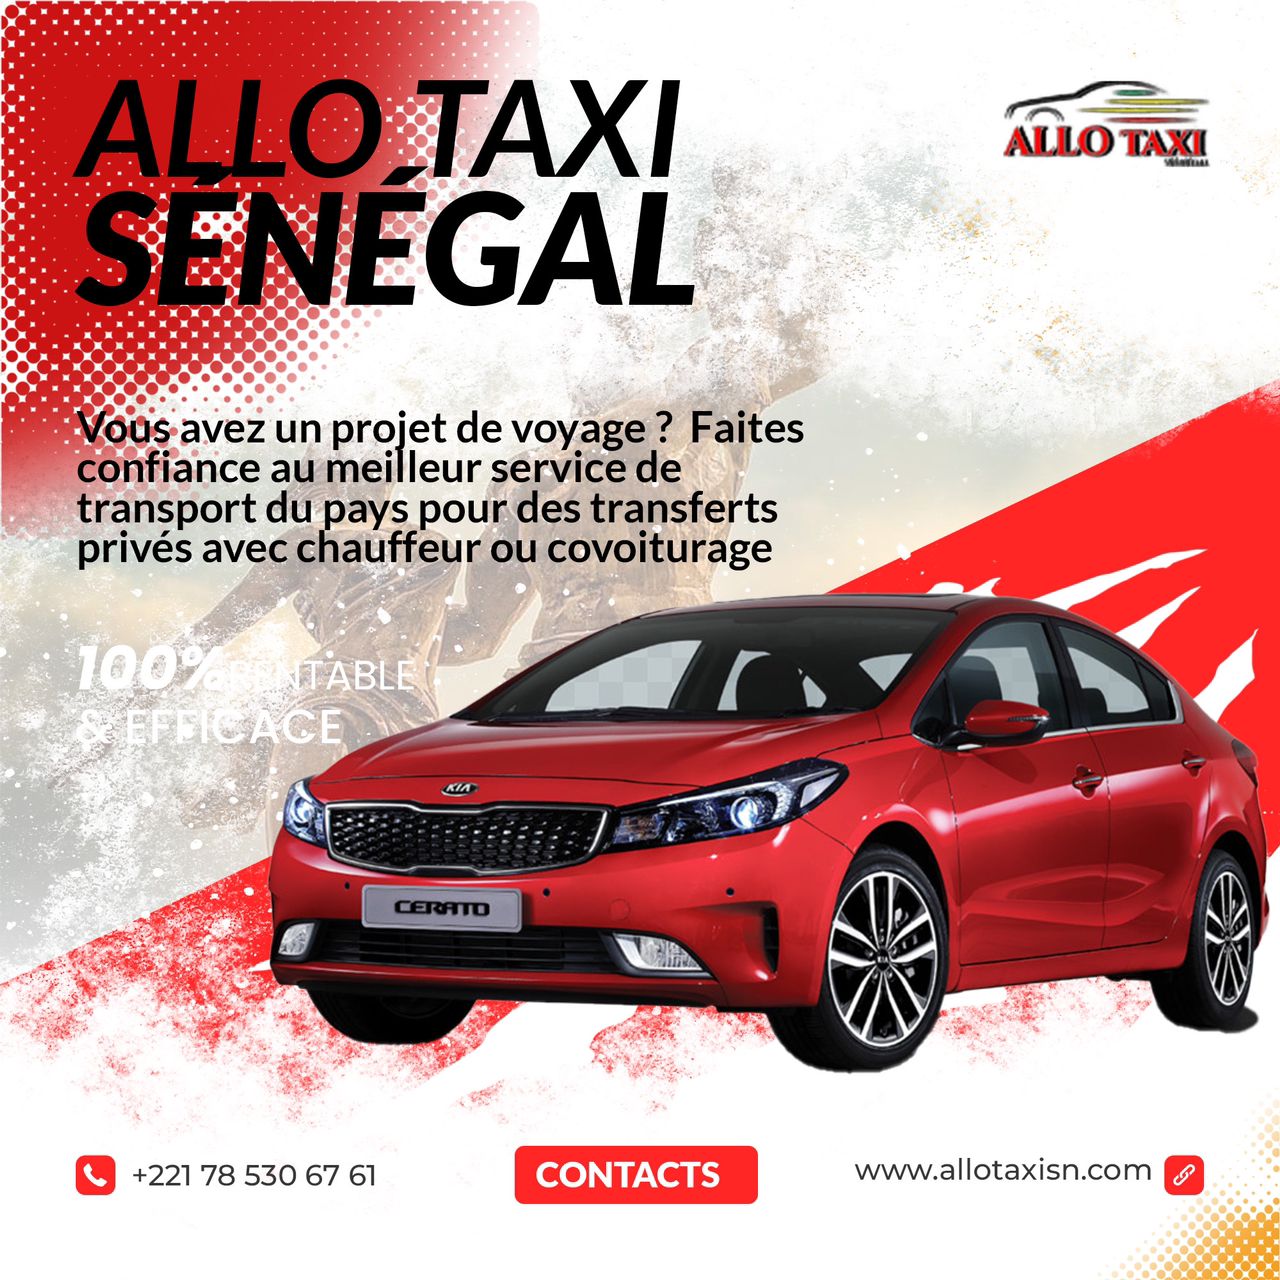 ALLO TAXI
SÉNÉGAL
ALLO TAXI
SÉNÉGAL
Vous avez un projet de voyage ? Faites
confiance au meilleur service de
transport du pays pour des transferts
privés avec chauffeur ou covoiturage
100% RENTABLE
& EFFICACE
KIA
CERATO
+221 78 530 67 61
CONTACTS
www.allotaxisn.com